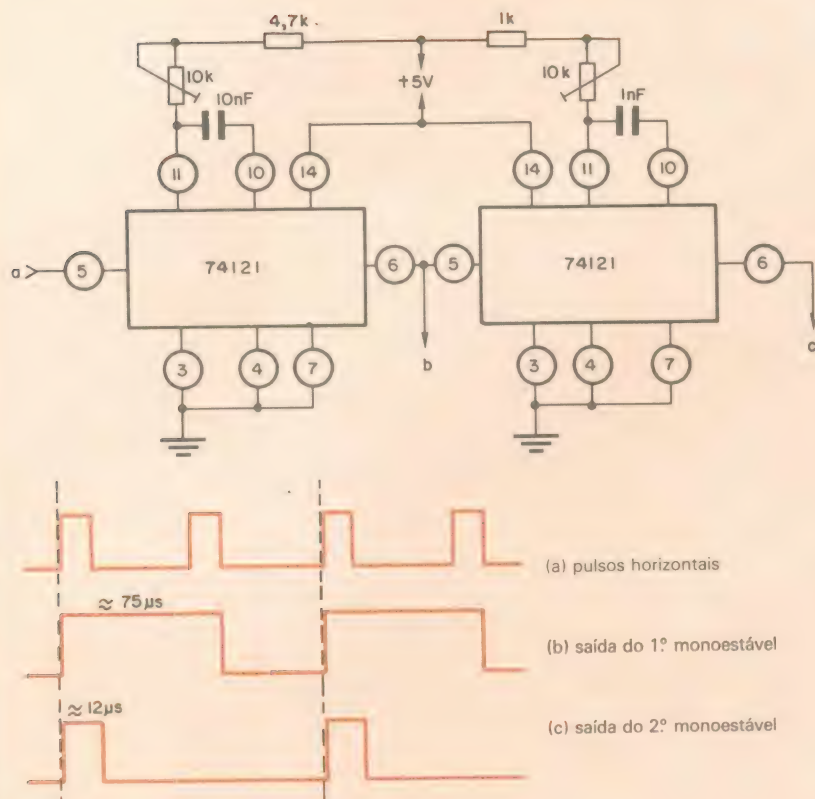 4,7k
1k
10k
10nF
+5V
10k
1nF
11
10
14
14
11
10
a
5
74121
6
5
74121
6
3
4
7
b
3
4
7
c
(a) pulsos horizontais
≈ 75µs
(b) saída do 1º monoestável
≈ 12µs
(c) saída do 2º monoestável